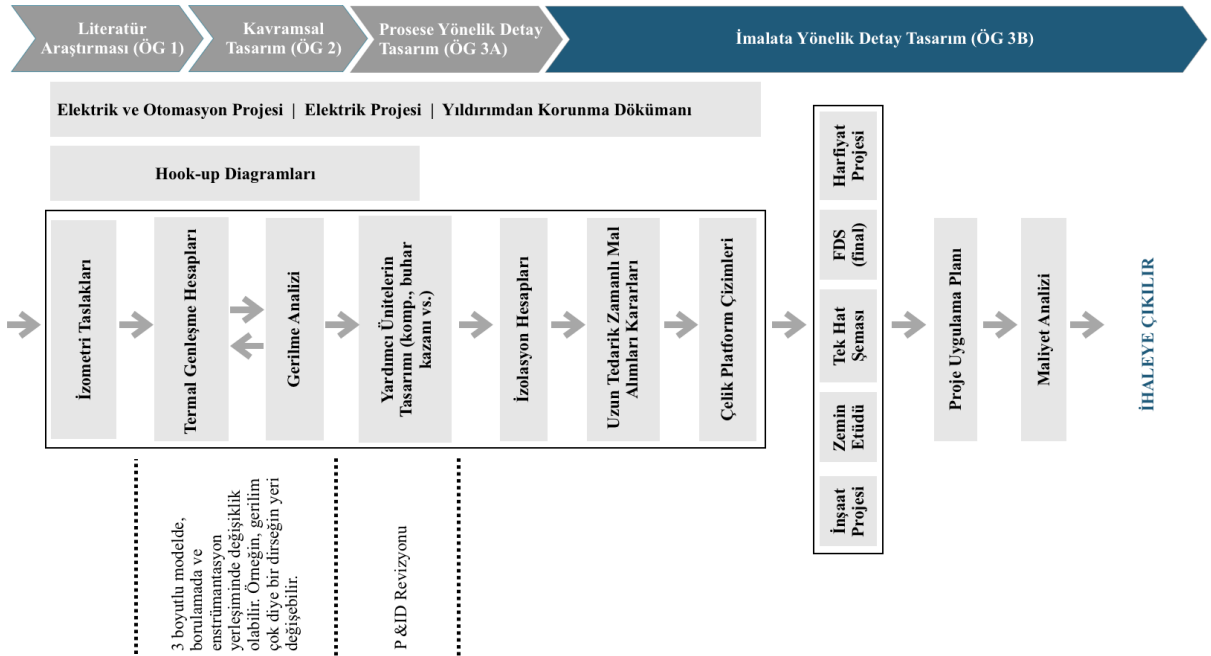 Literatür
Araştırması (ÖG 1)
Kavramsal
Tasarım (ÖG 2)
Prosese Yönelik Detay
Tasarım (ÖG 3A)
İmalata Yönelik Detay Tasarım (ÖG 3B)
Elektrik ve Otomasyon Projesi | Elektrik Projesi | Yıldırımdan Korunma Dökümanı
Hook-up Diagramları
İzometri Taslakları
Termal Genleşme Hesapları
Gerilme Analizi
Yardımcı Ünitelerin
Tasarımı (komp., buhar
kazanı vs.)
İzolasyon Hesapları
Uzun Tedarik Zamanlı Mal
Alımları Kararları
Çelik Platform Çizimleri
Harfiyat
Projesi
FDS
(final)
Tek Hat
Şeması
Zemin
Etüdü
İnşaat
Projesi
Proje Uygulama Planı
Maliyet Analizi
İHALEYE ÇIKILIR
3 boyutlu modelde,
borulamada ve
enstrümantasyon
yerleşiminde değişiklik
olabilir. Örneğin, gerilim
çok diye bir dirseğin yeri
değişebilir.
P &ID Revizyonu